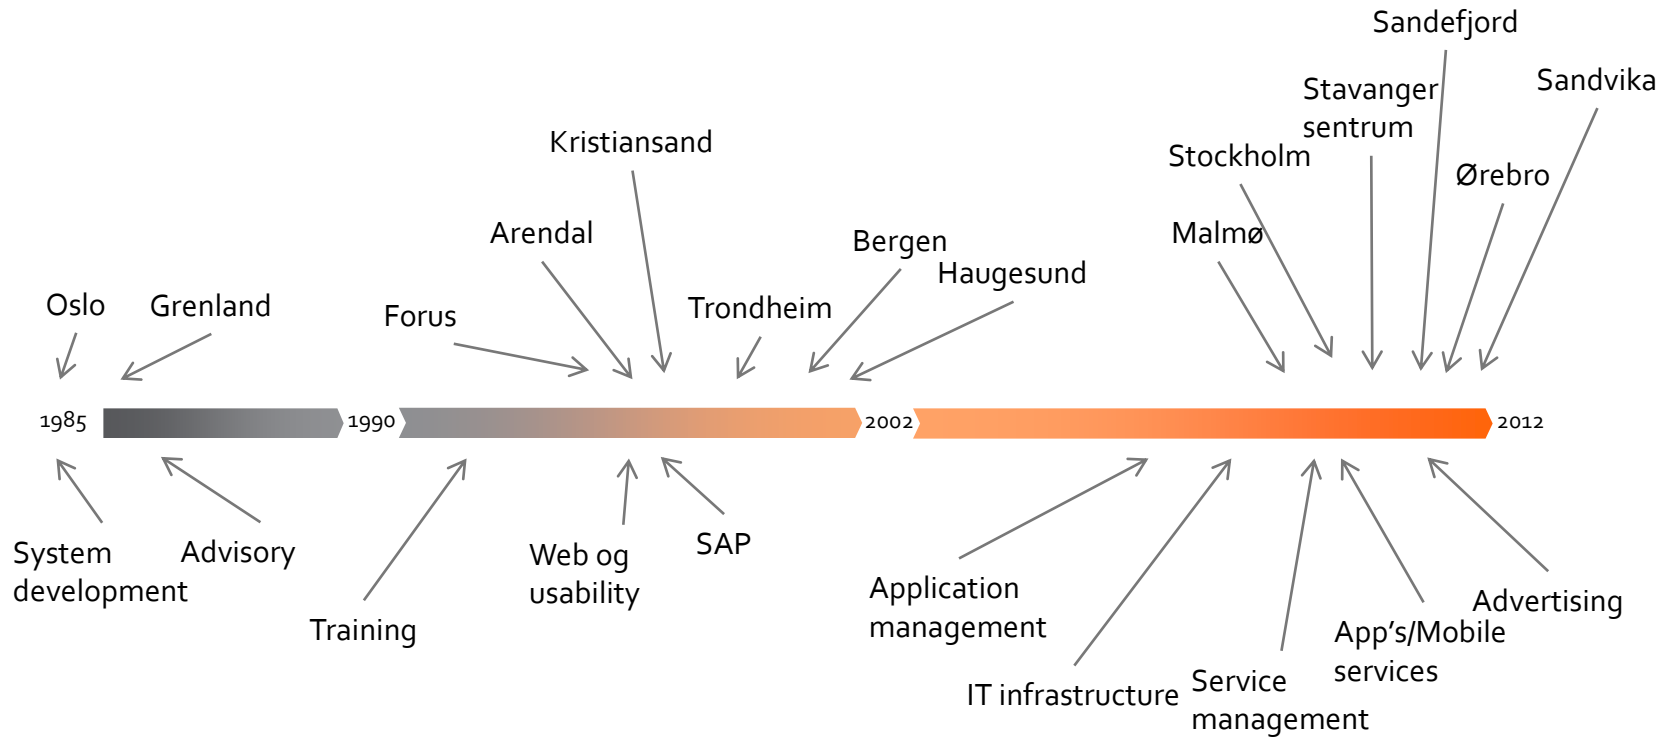 Sandefjord
Sandvika
Stavanger
sentrum
Kristiansand
Stockholm
Ørebro
Arendal
Malmø
Bergen
Haugesund
Oslo
Grenland
Forus
Trondheim
1985
1990
2002
2012
System
development
Advisory
Training
Web og
usability
SAP
Application
management
IT infrastructure
Service
management
App's/Mobile
services
Advertising